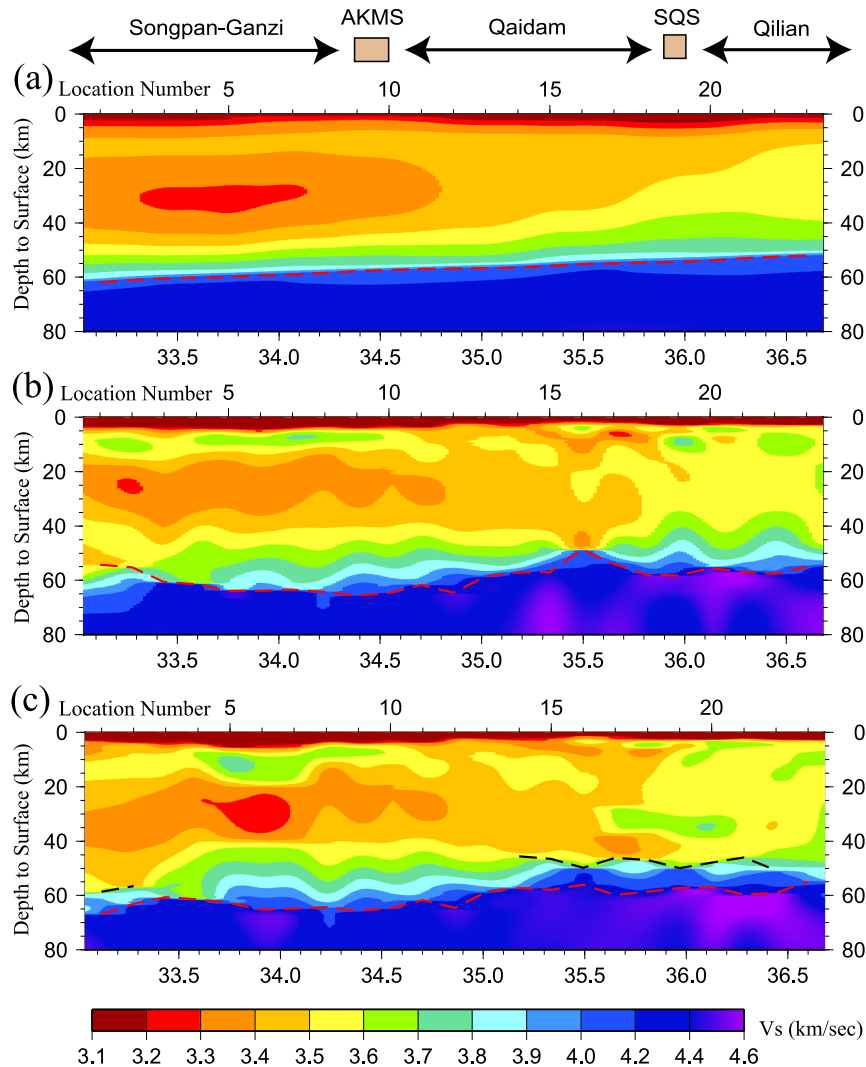 Songpan-Ganzi AKMS Qaidam SQS Qilian
(a) Location Number 5 10 15 20
0 0
20 20
40 40
60 60
80 80
Depth to Surface (km)
33.5 34.0 34.5 35.0 35.5 36.0 36.5
(b) Location Number 5 10 15 20
0 0
20 20
40 40
60 60
80 80
Depth to Surface (km)
33.5 34.0 34.5 35.0 35.5 36.0 36.5
(c) Location Number 5 10 15 20
0 0
20 20
40 40
60 60
80 80
Depth to Surface (km)
33.5 34.0 34.5 35.0 35.5 36.0 36.5
Vs (km/sec)
3.1 3.2 3.3 3.4 3.5 3.6 3.7 3.8 3.9 4.0 4.2 4.4 4.6